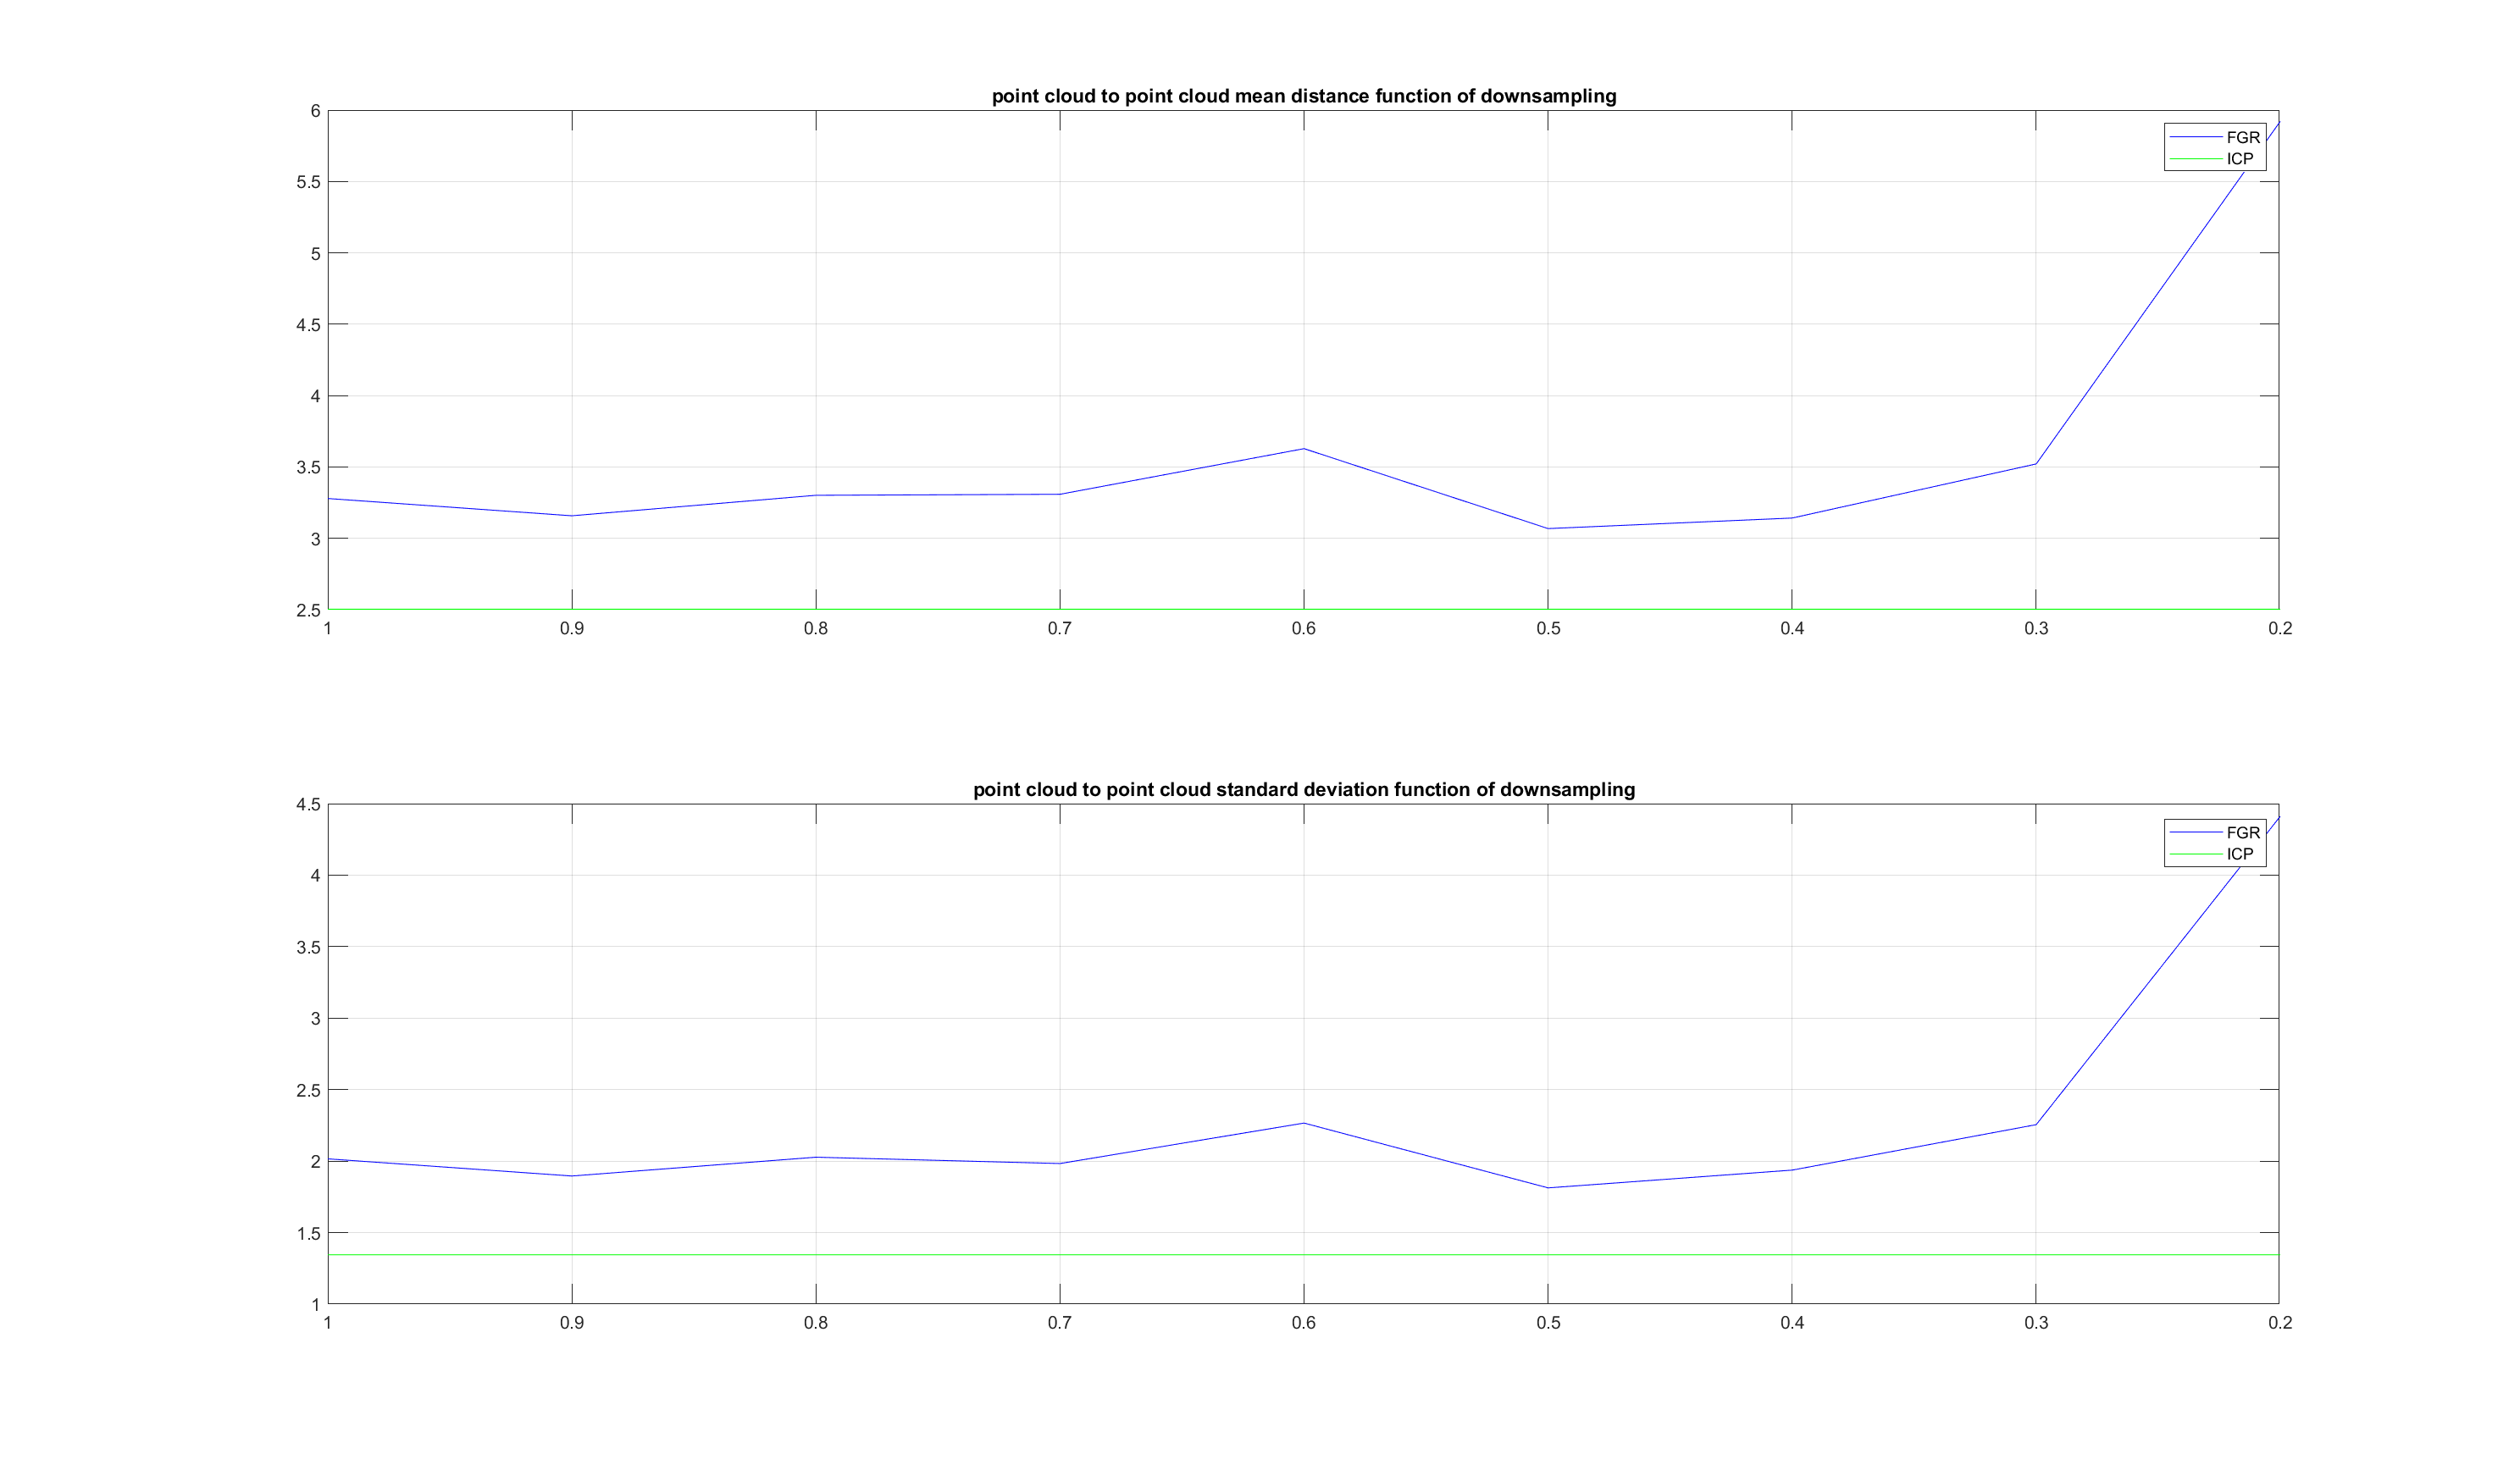 point cloud to point cloud mean distance function of downsampling
6
5.5
5
4.5
4
3.5
3
2.5
FGR
ICP
1 0.9 0.8 0.7 0.6 0.5 0.4 0.3 0.2
point cloud to point cloud standard deviation function of downsampling
4.5
4
3.5
3
2.5
2
1.5
1
FGR
ICP
1 0.9 0.8 0.7 0.6 0.5 0.4 0.3 0.2